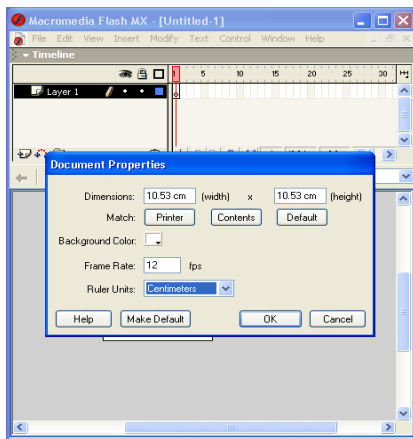 Macromedia Flash MX - [Untitled-1]
File Edit View Insert Modify Text Control Window Help
Timeline
1 5 10 15 20 25 30
Layer 1
Document Properties
Dimensions: 10.53 cm (width) x 10.53 cm (height)
Match: Printer Contents Default
Background Color:
Frame Rate: 12 fps
Ruler Units: Centimeters
Help Make Default OK Cancel